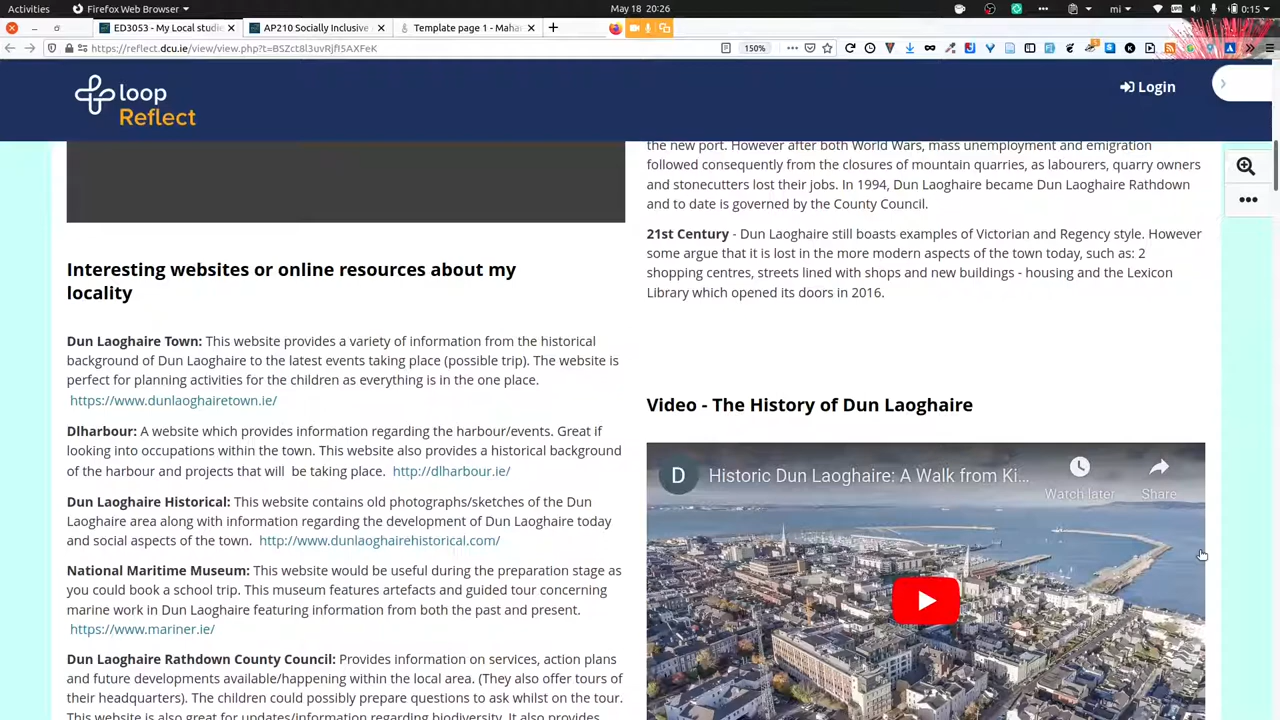 Activities
Firefox Web Browser
May 18 20:26
mi
0:15
ED3053 - My Local studie
AP210 Socially Inclusive
Template page 1 - Mahar
https://reflect.dcu.ie/view/view.php?t=BSZct8l3uvRjfl5AXFeK
150%
loop
Reflect
Login
Interesting websites or online resources about my
locality
Dun Laoghaire Town: This website provides a variety of information from the historical
background of Dun Laoghaire to the latest events taking place (possible trip). The website is
perfect for planning activities for the children as everything is in the one place.
https://www.dunlaoghairetown.ie/
Dlharbour: A website which provides information regarding the harbour/events. Great if
looking into occupations within the town. This website also provides a historical background
of the harbour and projects that will be taking place. http://dlharbour.ie/
Dun Laoghaire Historical: This website contains old photographs/sketches of the Dun
Laoghaire area along with information regarding the development of Dun Laoghaire today
and social aspects of the town. http://www.dunlaoghairehistorical.com/
National Maritime Museum: This website would be useful during the preparation stage as
you could book a school trip. This museum features artefacts and guided tour concerning
marine work in Dun Laoghaire featuring information from both the past and present.
https://www.mariner.ie/
Dun Laoghaire Rathdown County Council: Provides information on services, action plans
and future developments available/happening within the local area. (They also offer tours of
their headquarters). The children could possibly prepare questions to ask whilst on the tour.
This website is also great for updates/information regarding biodiversity. It also provides
the new port. However after both World Wars, mass unemployment and emigration
followed consequently from the closures of mountain quarries, as labourers, quarry owners
and stonecutters lost their jobs. In 1994, Dun Laoghaire became Dun Laoghaire Rathdown
and to date is governed by the County Council.
21st Century - Dun Laoghaire still boasts examples of Victorian and Regency style. However
some argue that it is lost in the more modern aspects of the town today, such as: 2
shopping centres, streets lined with shops and new buildings - housing and the Lexicon
Library which opened its doors in 2016.
Video - The History of Dun Laoghaire
D
Historic Dun Laoghaire: A Walk from Ki...
Watch later
Share